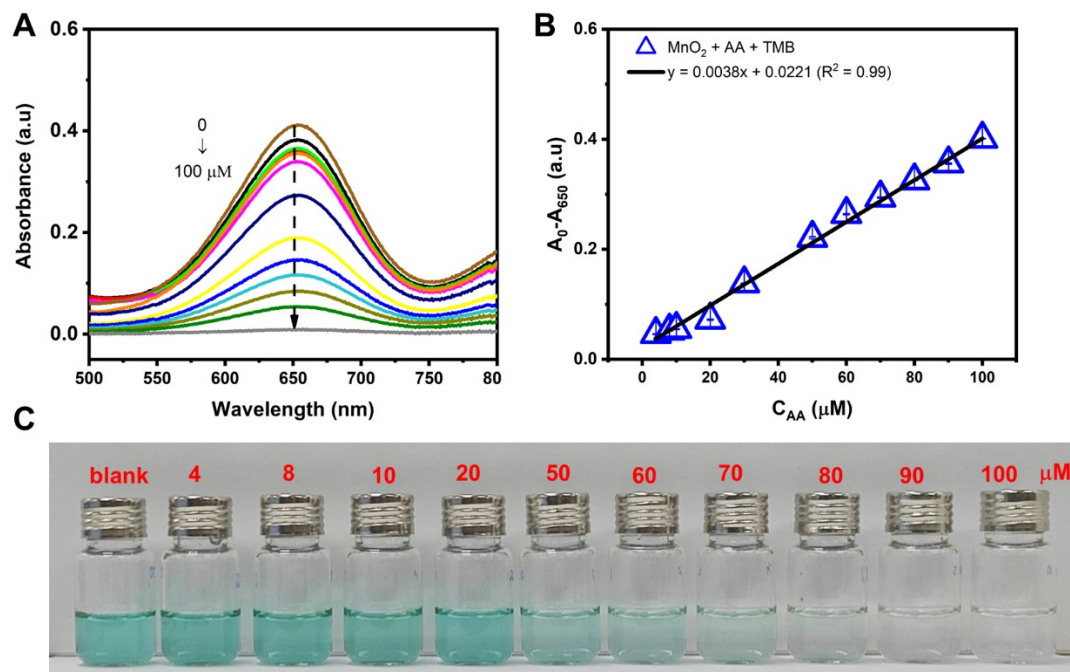 A
0.6
0.4
0.2
0.0
Absorbance (a.u)
0
↓
100 μM
500 550 600 650 700 750 80
Wavelength (nm)
B
0.6
0.4
0.2
0.0
A₀-A₆₅₀ (a.u)
MnO₂ + AA + TMB
y = 0.0038x + 0.0221 (R² = 0.99)
0 20 40 60 80 100
C_AA (μM)
C
blank 4 8 10 20 50 60 70 80 90 100 μM